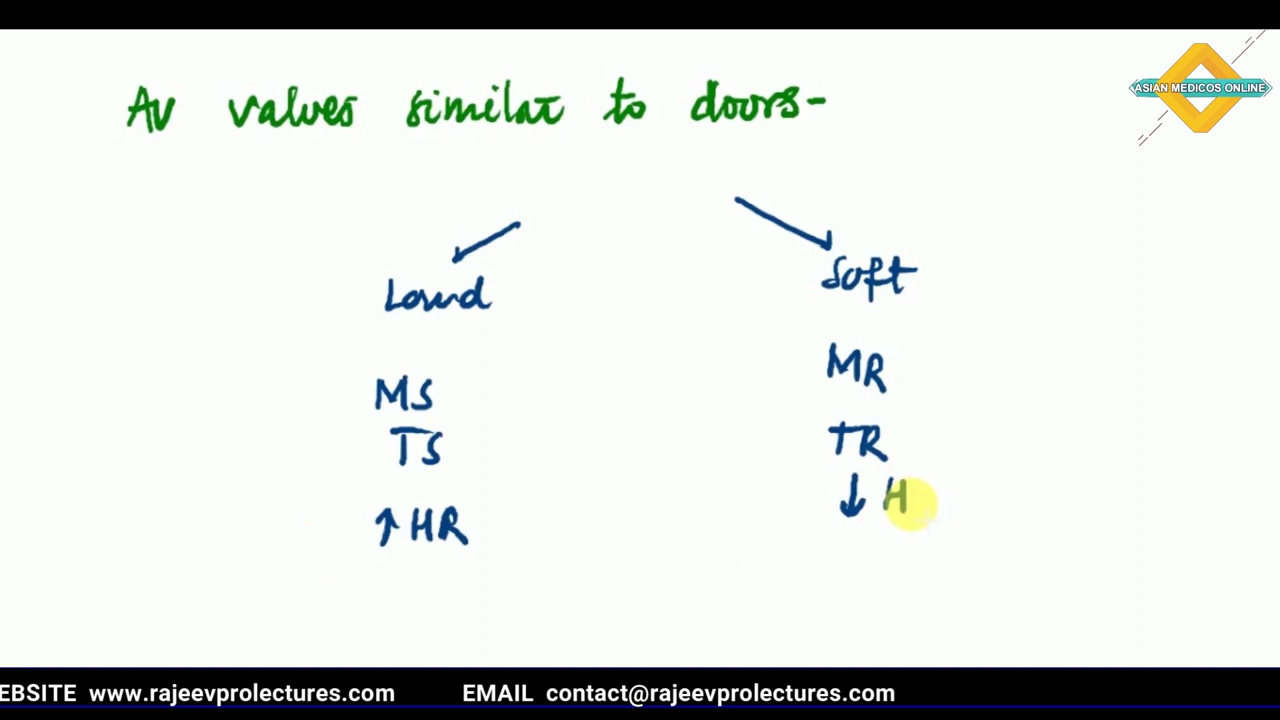 Av valves similar to doors-
ASIAN MEDICOS ONLINE
Loud
Soft
MS
MR
TS
TR
↑ HR
↓ H
EBSITE www.rajeevprolectures.com EMAIL contact@rajeevprolectures.com